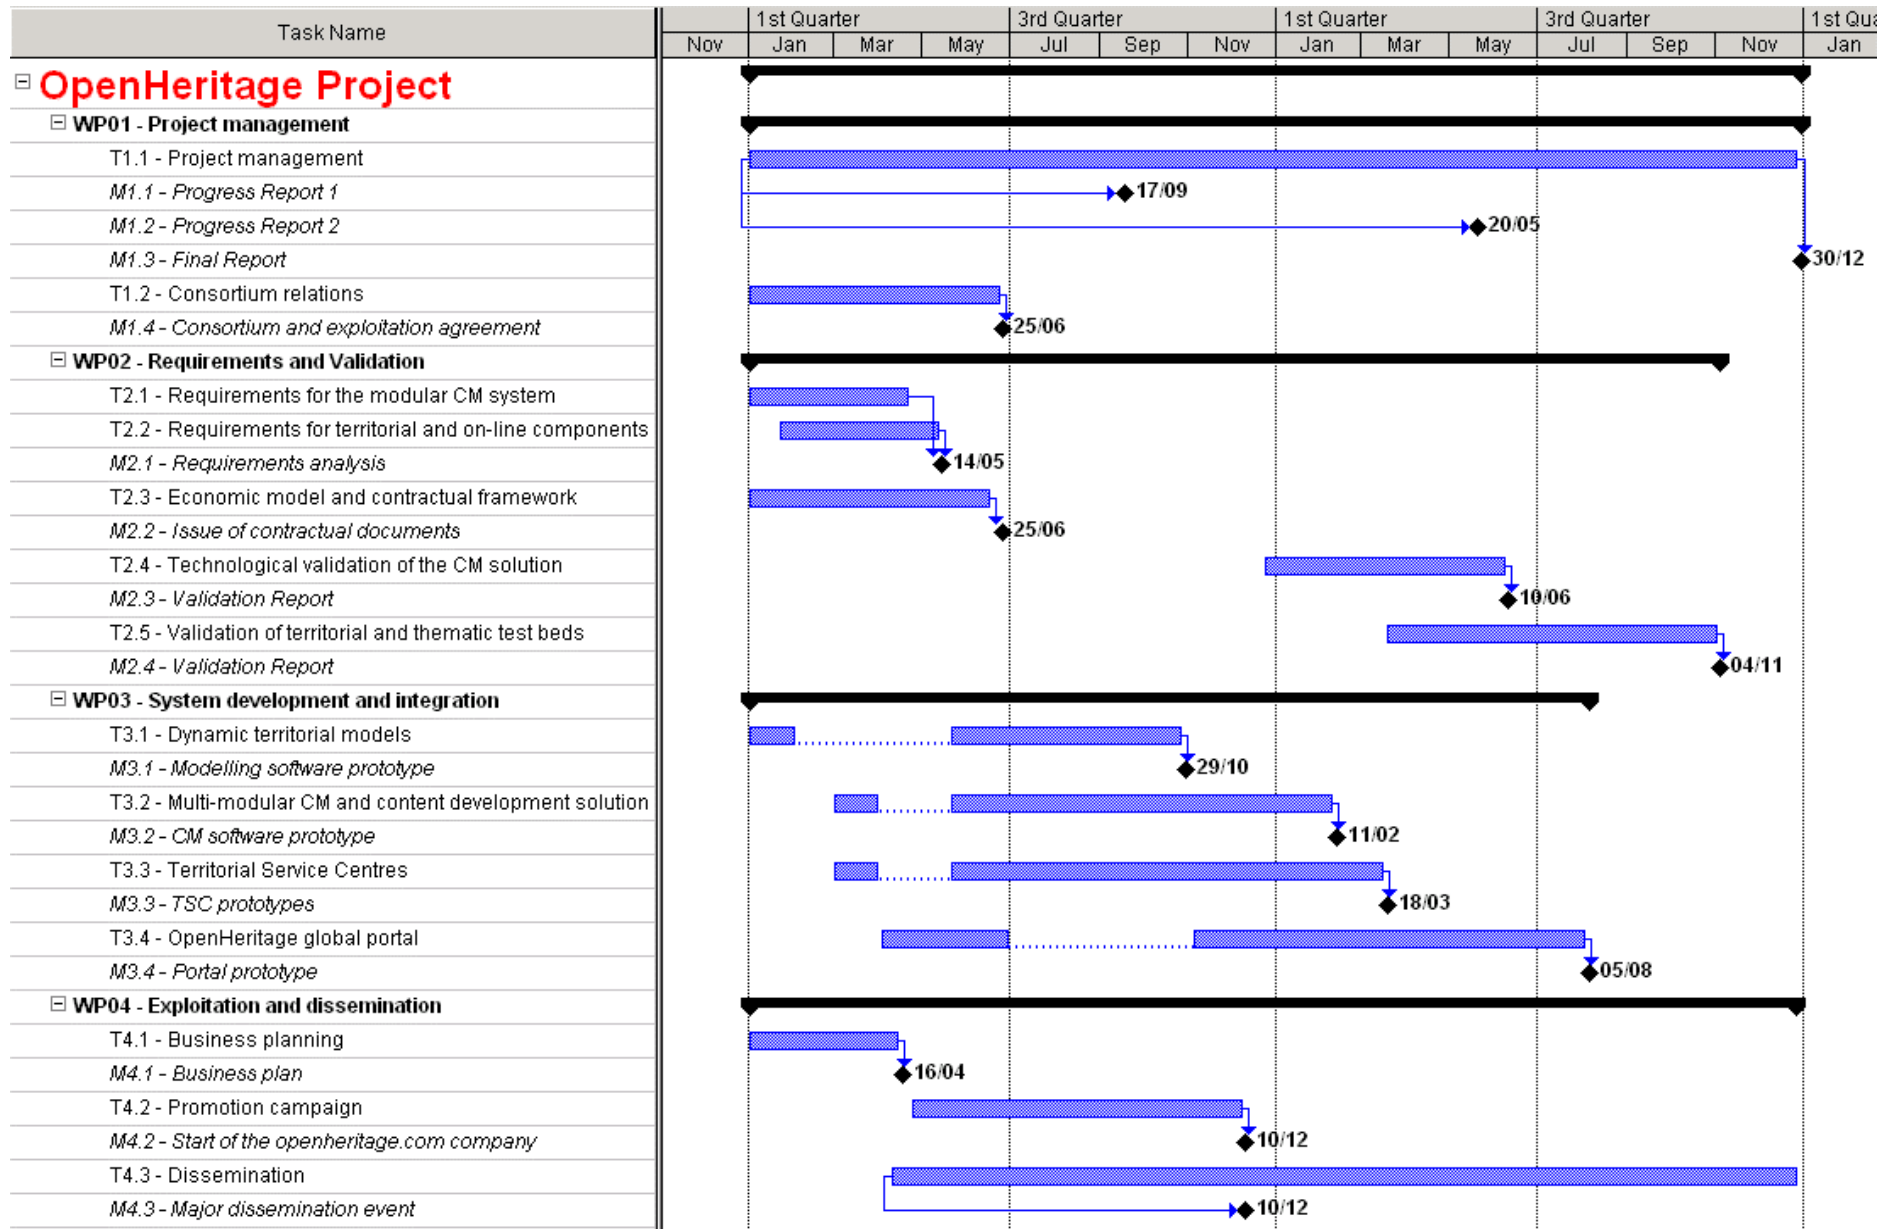 Task Name
1st Quarter 3rd Quarter 1st Quarter 3rd Quarter 1st Qua
Nov Jan Mar May Jul Sep Nov Jan Mar May Jul Sep Nov Jan
OpenHeritage Project
WP01 - Project management
T1.1 - Project management
M1.1 - Progress Report 1 17/09
M1.2 - Progress Report 2 20/05
M1.3 - Final Report 30/12
T1.2 - Consortium relations
M1.4 - Consortium and exploitation agreement 25/06
WP02 - Requirements and Validation
T2.1 - Requirements for the modular CM system
T2.2 - Requirements for territorial and on-line components
M2.1 - Requirements analysis 14/05
T2.3 - Economic model and contractual framework
M2.2 - Issue of contractual documents 25/06
T2.4 - Technological validation of the CM solution
M2.3 - Validation Report 10/06
T2.5 - Validation of territorial and thematic test beds
M2.4 - Validation Report 04/11
WP03 - System development and integration
T3.1 - Dynamic territorial models
M3.1 - Modelling software prototype 29/10
T3.2 - Multi-modular CM and content development solution
M3.2 - CM software prototype 11/02
T3.3 - Territorial Service Centres
M3.3 - TSC prototypes 18/03
T3.4 - OpenHeritage global portal
M3.4 - Portal prototype 05/08
WP04 - Exploitation and dissemination
T4.1 - Business planning
M4.1 - Business plan 16/04
T4.2 - Promotion campaign
M4.2 - Start of the openheritage.com company 10/12
T4.3 - Dissemination
M4.3 - Major dissemination event 10/12